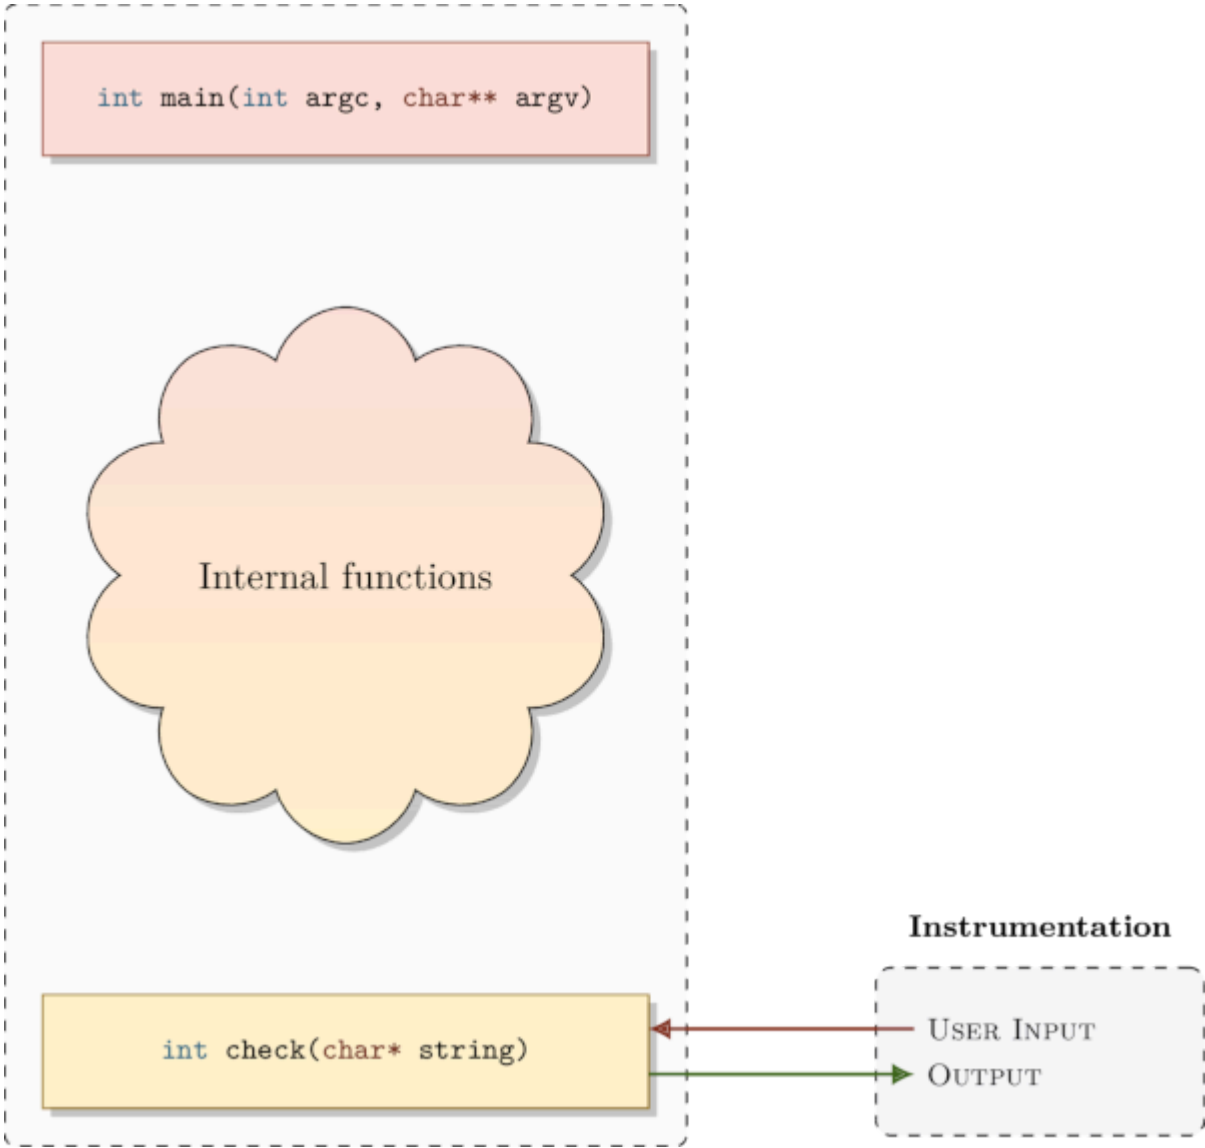 int main(int argc, char** argv)
Internal functions
Instrumentation
int check(char* string)
USER INPUT
OUTPUT